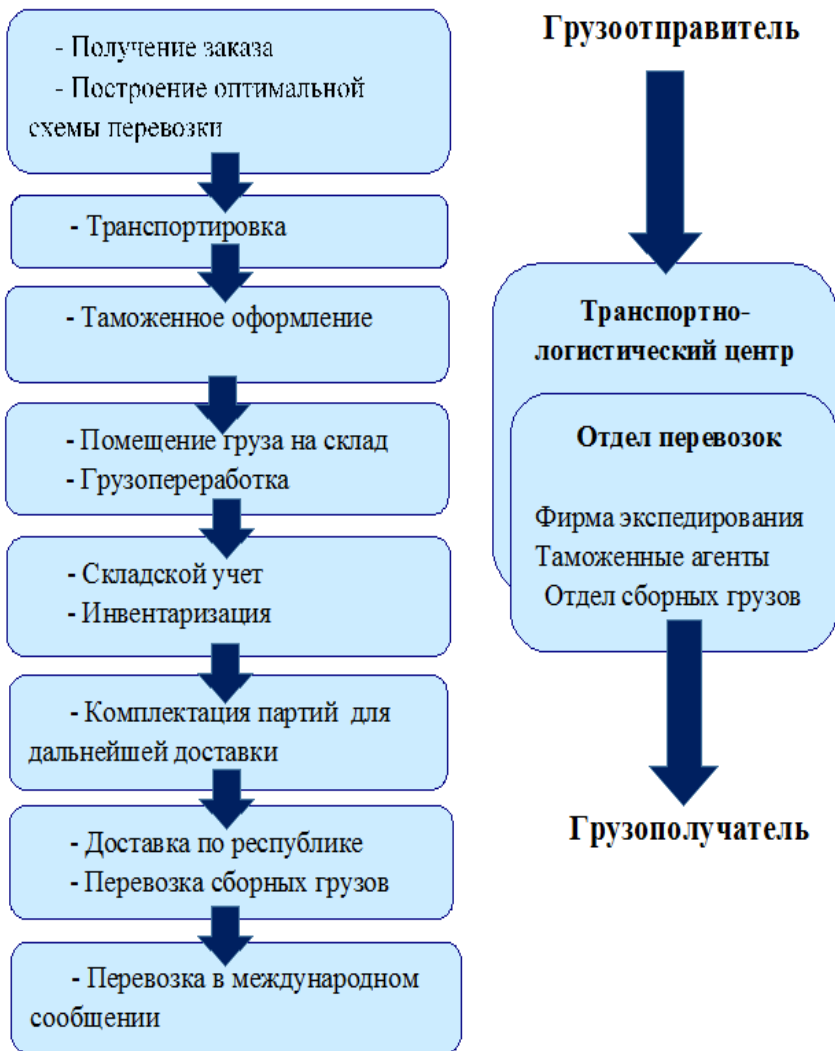 - Получение заказа
- Построение оптимальной
схемы перевозки
- Транспортировка
- Таможенное оформление
- Помещение груза на склад
- Грузопереработка
- Складской учет
- Инвентаризация
- Комплектация партий для
дальнейшей доставки
- Доставка по республике
- Перевозка сборных грузов
- Перевозка в международном
сообщении
Грузоотправитель
Транспортно-
логистический центр
Отдел перевозок
Фирма экспедирования
Таможенные агенты
Отдел сборных грузов
Грузополучатель